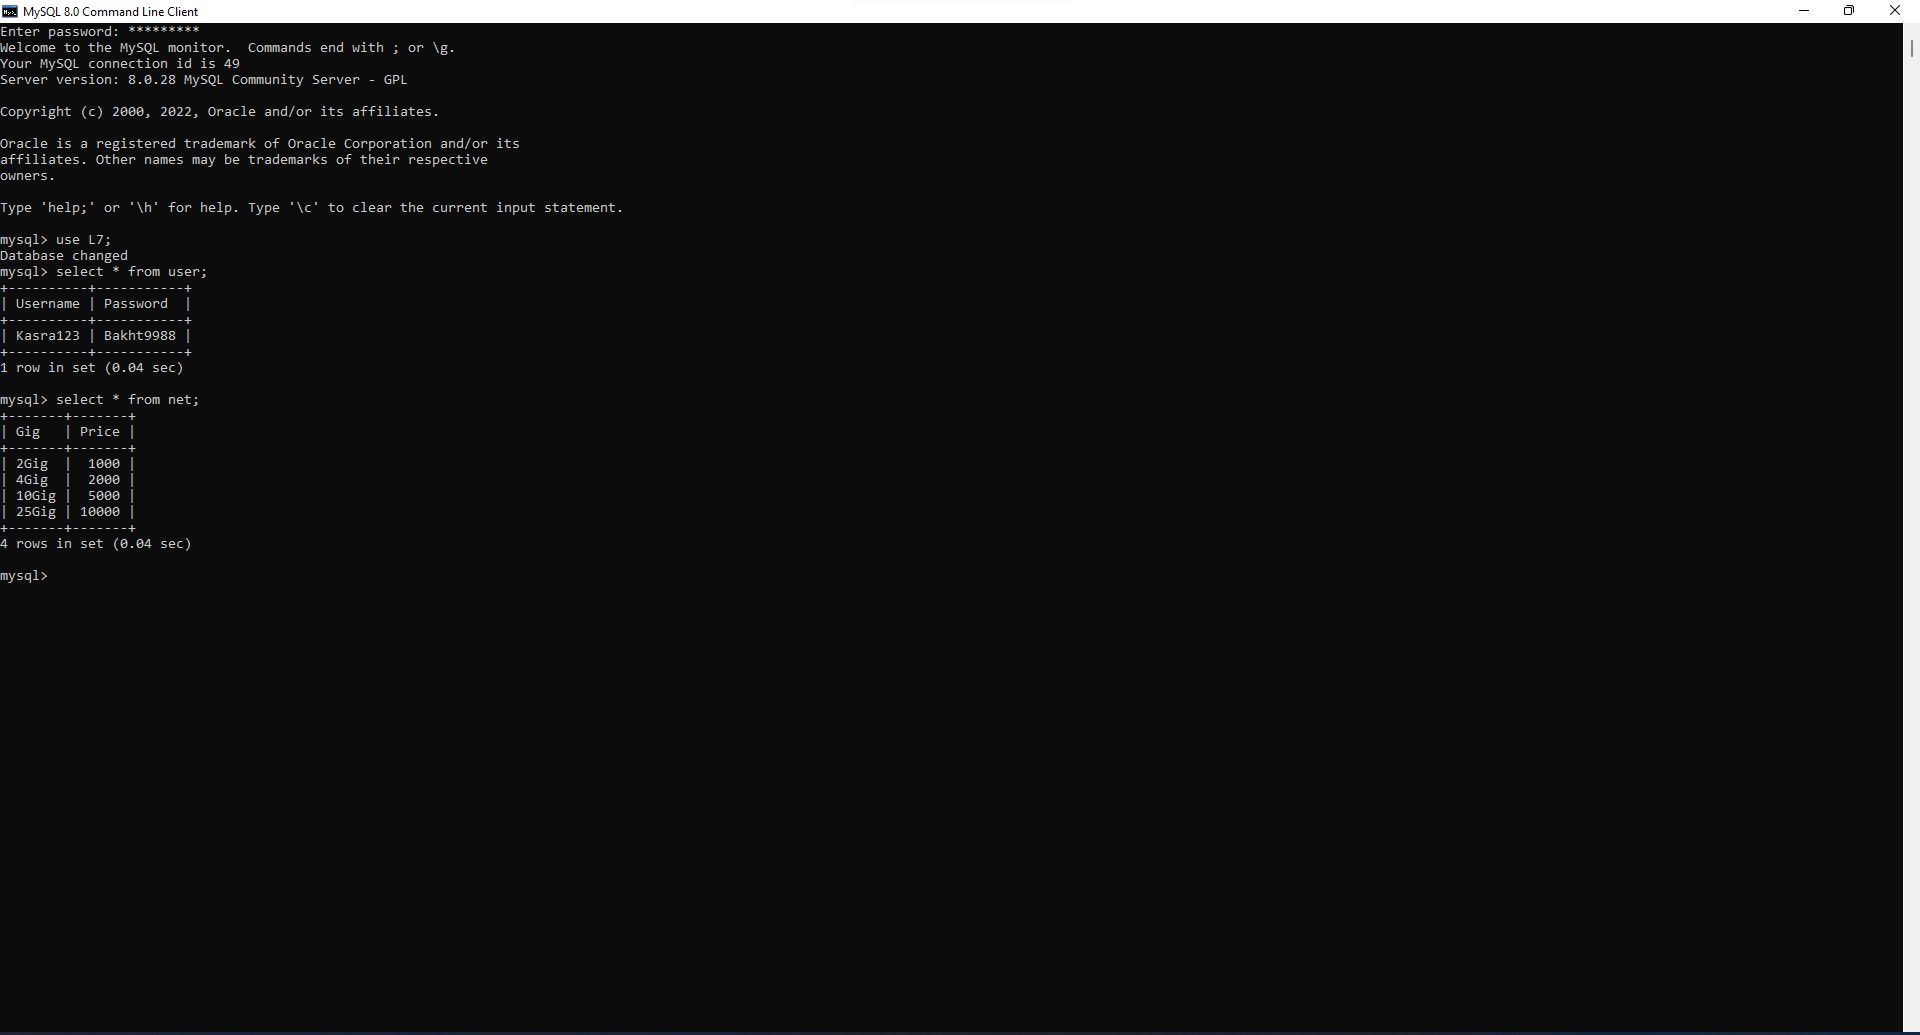 MySQL 8.0 Command Line Client
Enter password: *********
Welcome to the MySQL monitor.  Commands end with ; or \g.
Your MySQL connection id is 49
Server version: 8.0.28 MySQL Community Server - GPL
Copyright (c) 2000, 2022, Oracle and/or its affiliates.
Oracle is a registered trademark of Oracle Corporation and/or its
affiliates. Other names may be trademarks of their respective
owners.
Type 'help;' or '\h' for help. Type '\c' to clear the current input statement.
mysql> use L7;
Database changed
mysql> select * from user;
+----------+-----------+
| Username | Password  |
+----------+-----------+
| Kasra123 | Bakht9988 |
+----------+-----------+
1 row in set (0.04 sec)
mysql> select * from net;
+-------+-------+
| Gig   | Price |
+-------+-------+
| 2Gig  |  1000 |
| 4Gig  |  2000 |
| 10Gig |  5000 |
| 25Gig | 10000 |
+-------+-------+
4 rows in set (0.04 sec)
mysql>